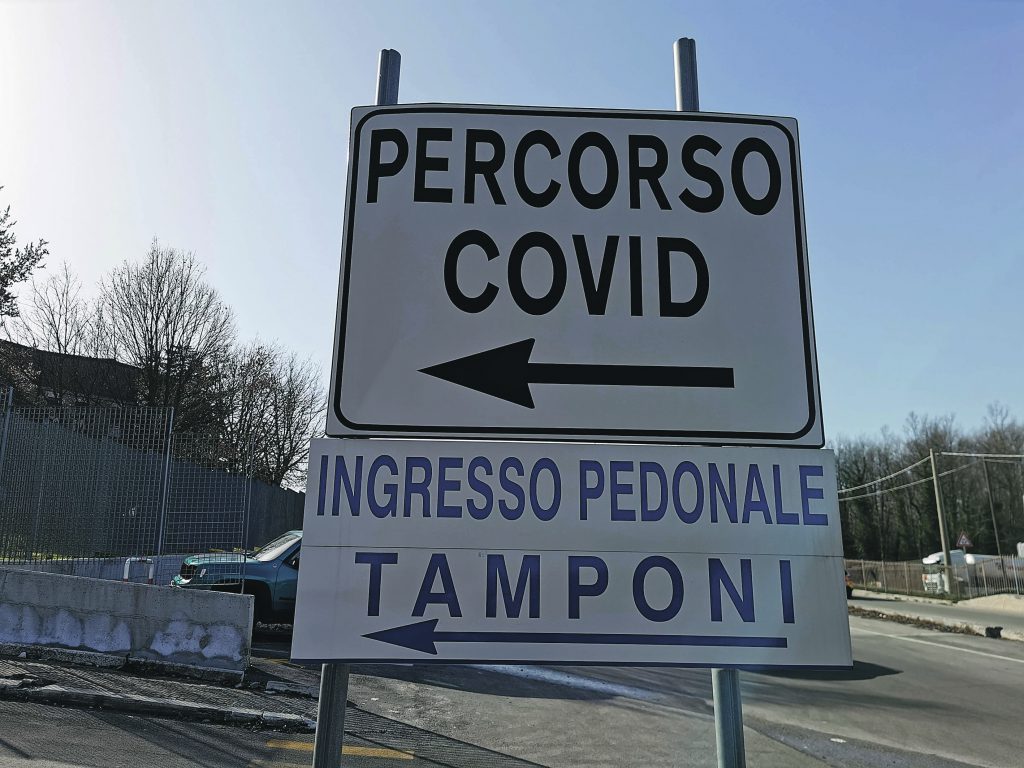 PERCORSO
COVID
INGRESSO PEDONALE
TAMPONI